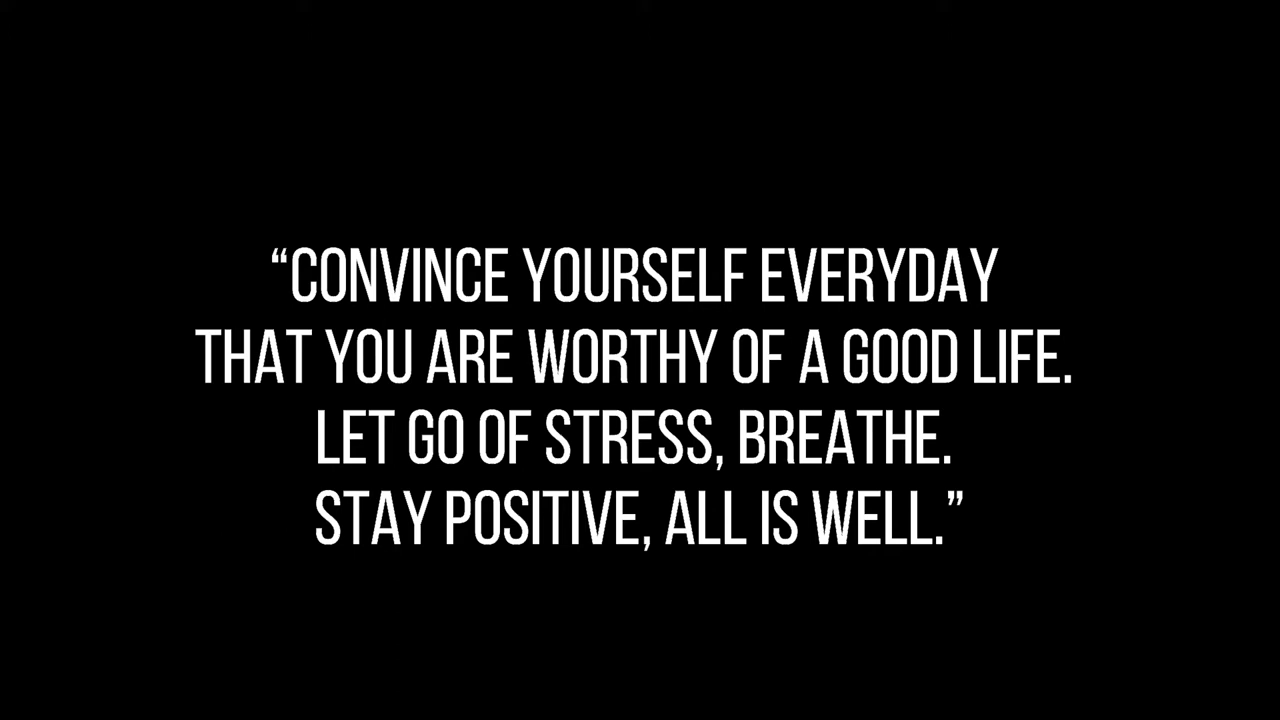 “CONVINCE YOURSELF EVERYDAY
THAT YOU ARE WORTHY OF A GOOD LIFE.
LET GO OF STRESS, BREATHE.
STAY POSITIVE, ALL IS WELL.”